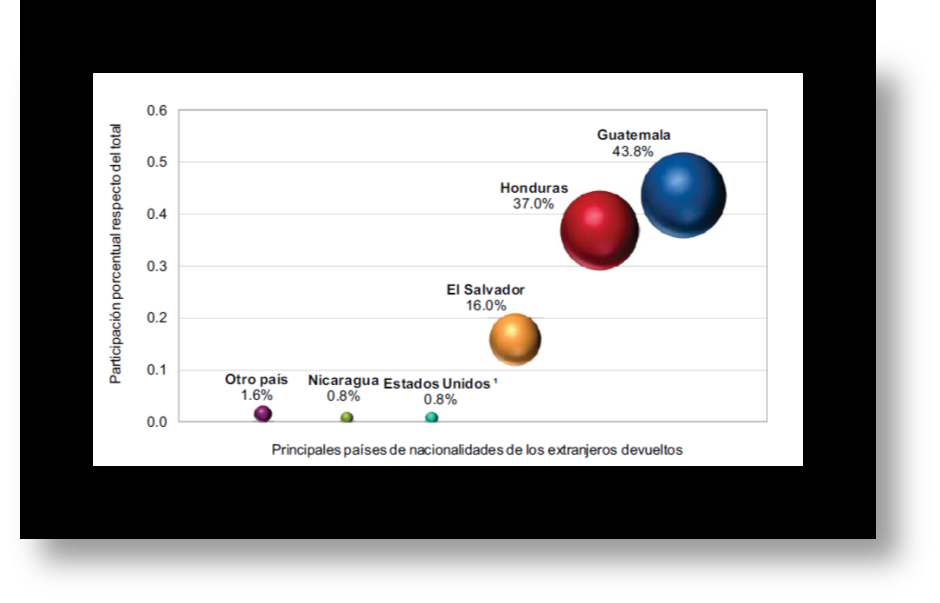 Participación porcentual respecto del total
0.6
0.5
0.4
0.3
0.2
0.1
0.0
Guatemala
43.8%
Honduras
37.0%
El Salvador
16.0%
Otro país
1.6%
Nicaragua
0.8%
Estados Unidos ¹
0.8%
Principales países de nacionalidades de los extranjeros devueltos